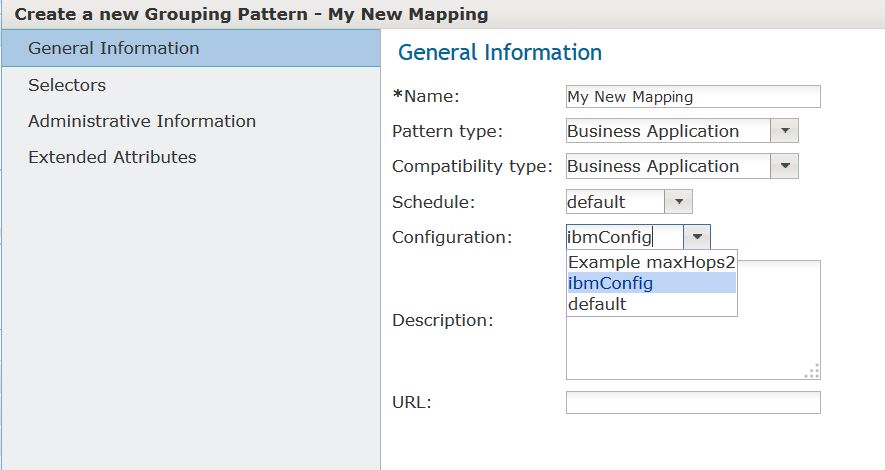 Create a new Grouping Pattern - My New Mapping
General Information
Selectors
Administrative Information
Extended Attributes
General Information
*Name: My New Mapping
Pattern type: Business Application
Compatibility type: Business Application
Schedule: default
Configuration: ibmConfig
Example maxHops2
ibmConfig
default
Description:
URL: